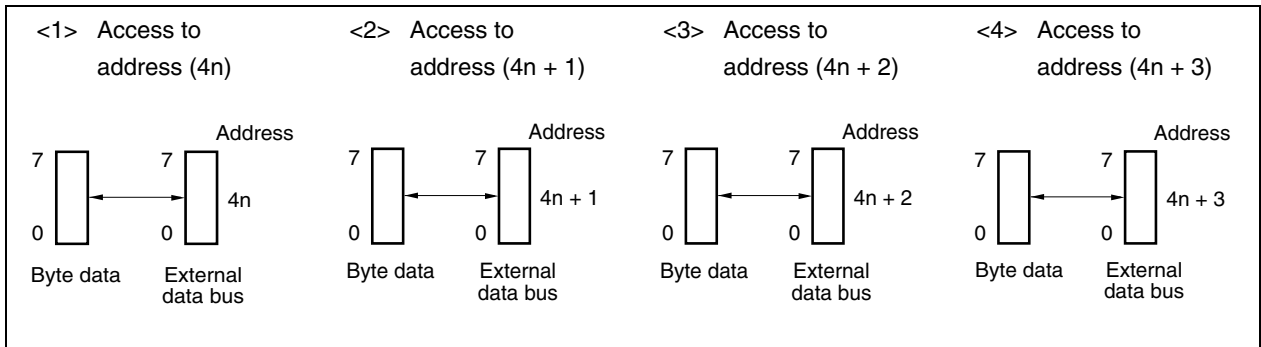 <1> Access to
address (4n)
Address
7
7
4n
0
0
Byte data
External
data bus
<2> Access to
address (4n + 1)
Address
7
7
4n + 1
0
0
Byte data
External
data bus
<3> Access to
address (4n + 2)
Address
7
7
4n + 2
0
0
Byte data
External
data bus
<4> Access to
address (4n + 3)
Address
7
7
4n + 3
0
0
Byte data
External
data bus